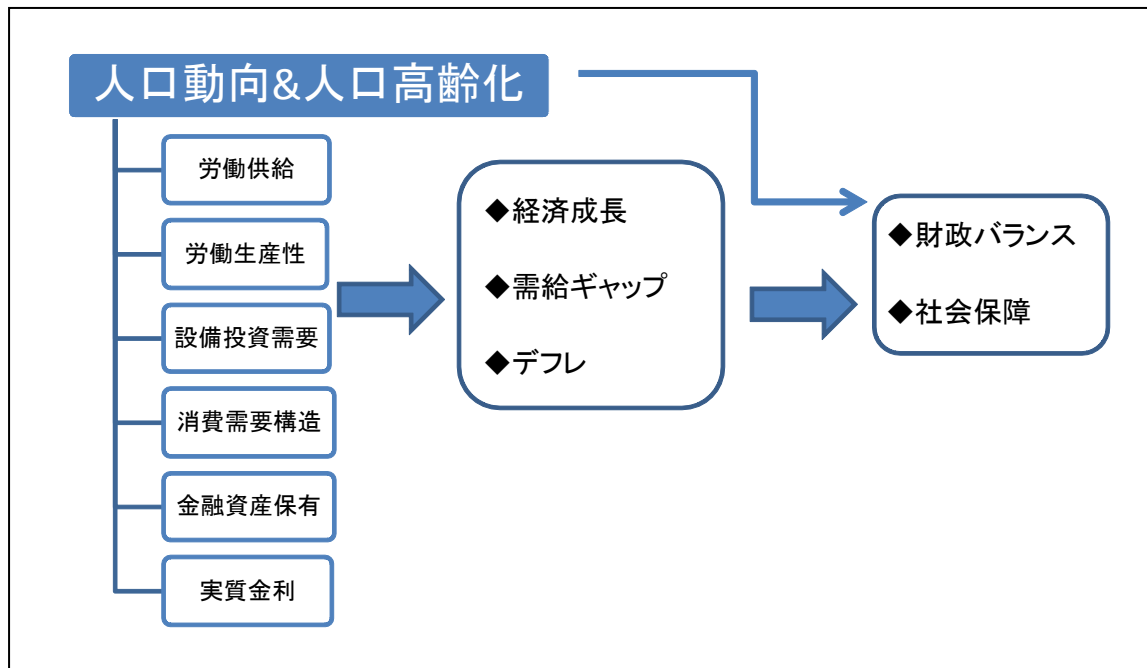 人口動向&人口高齢化
労働供給
労働生産性
設備投資需要
消費需要構造
金融資産保有
実質金利
◆経済成長
◆需給ギャップ
◆デフレ
◆財政バランス
◆社会保障